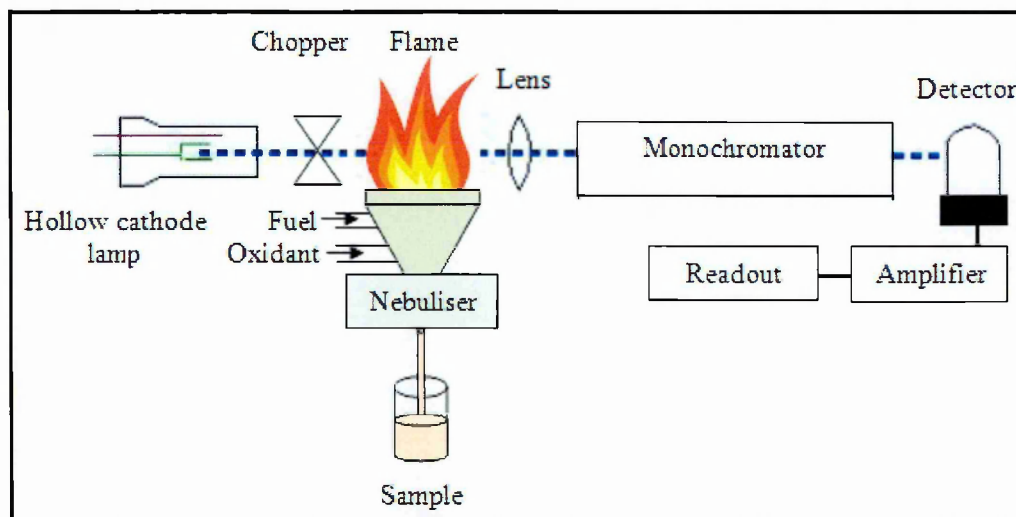 Chopper
Flame
Lens
Detector
Monochromator
Hollow cathode
lamp
Fuel
Oxidant
Nebuliser
Readout
Amplifier
Sample